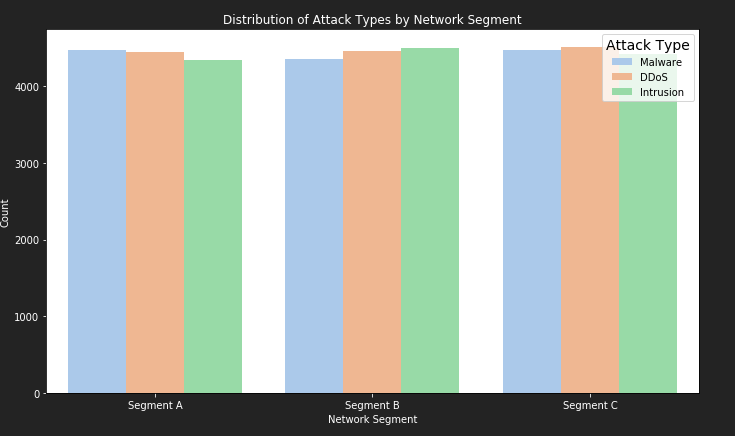 Distribution of Attack Types by Network Segment
Attack Type
Malware
DDoS
Intrusion
Count
4000
3000
2000
1000
0
Segment A
Segment B
Segment C
Network Segment